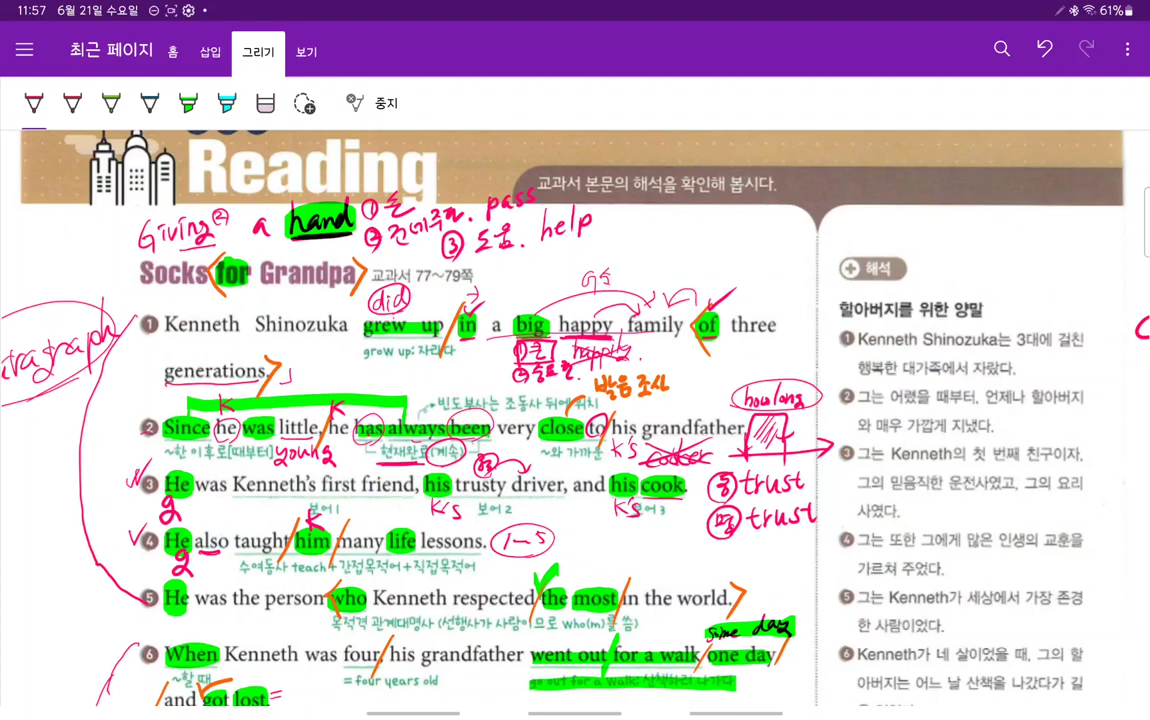 11:57 6월 21일 수요일 61%
최근 페이지 홈 삽입 그리기 보기
중지
Reading
교과서 본문의 해석을 확인해 봅시다.
Giving② a hand ① 손
② 건네주다. pass
③ 도움. help
Socks for Grandpa 교과서 77~79쪽
did
① Kenneth Shinozuka grew up in a big happy family of three
grow up: 자라다
①큰
generations.
발음 조사
빈도부사는 조동사 뒤에 위치
how long
K K
② Since he was little, he has always been very close to his grandfather.
~한 이후로[때부터] young 현재완료(계속) ~와 가까운 K's
③ He was Kenneth's first friend, his trusty driver, and his cook.
g 보어 1 K's 보어 2 K's 보어 3
동 trust
명 trust
K
④ He also taught him many life lessons. 1-5
g 수여동사 teach + 간접목적어 + 직접목적어
⑤ He was the person who Kenneth respected the most in the world.
목적격 관계대명사 (선행사가 사람이므로 who(m)을 씀)
some day
⑥ When Kenneth was four, his grandfather went out for a walk one day
~할 때 = four years old go out for a walk: 산책하러 나가다
and got lost.
해석
할아버지를 위한 양말
① Kenneth Shinozuka는 3대에 걸친
행복한 대가족에서 자랐다.
② 그는 어렸을 때부터, 언제나 할아버지
와 매우 가깝게 지냈다.
③ 그는 Kenneth의 첫 번째 친구이자,
그의 믿음직한 운전사였고, 그의 요리
사였다.
④ 그는 또한 그에게 많은 인생의 교훈을
가르쳐 주었다.
⑤ 그는 Kenneth가 세상에서 가장 존경
한 사람이었다.
⑥ Kenneth가 네 살이었을 때, 그의 할
아버지는 어느 날 산책을 나갔다가 길